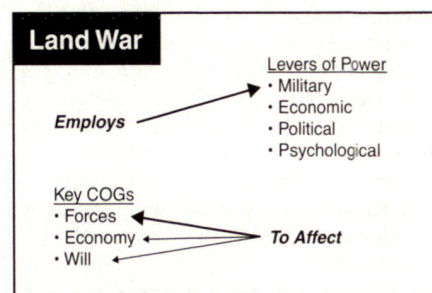 Land War
Levers of Power
• Military
• Economic
• Political
• Psychological
Employs
Key COGs
• Forces
• Economy
• Will
To Affect